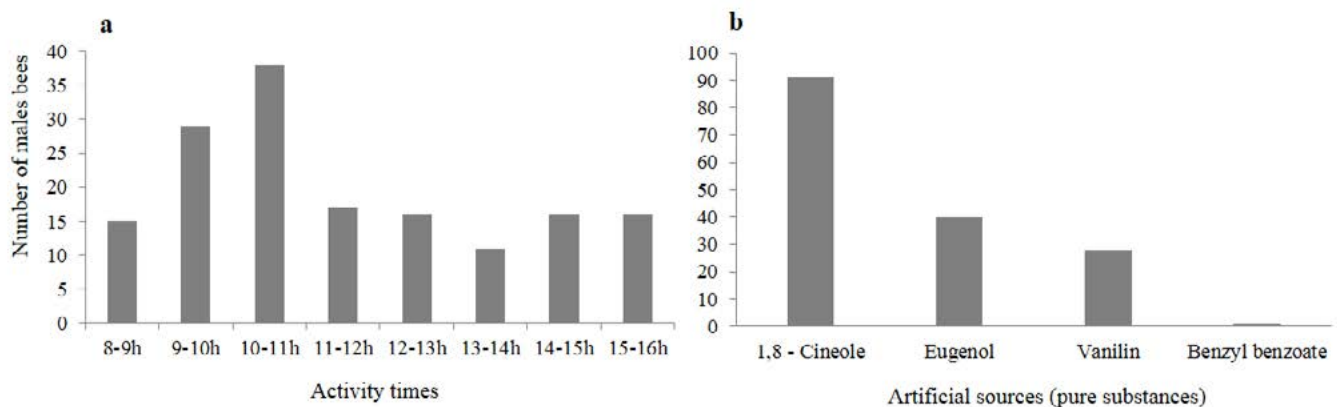 a
Number of males bees
40
35
30
25
20
15
10
5
0
8-9h 9-10h 10-11h 11-12h 12-13h 13-14h 14-15h 15-16h
Activity times
b
100
90
80
70
60
50
40
30
20
10
0
1,8 - Cineole Eugenol Vanilin Benzyl benzoate
Artificial sources (pure substances)